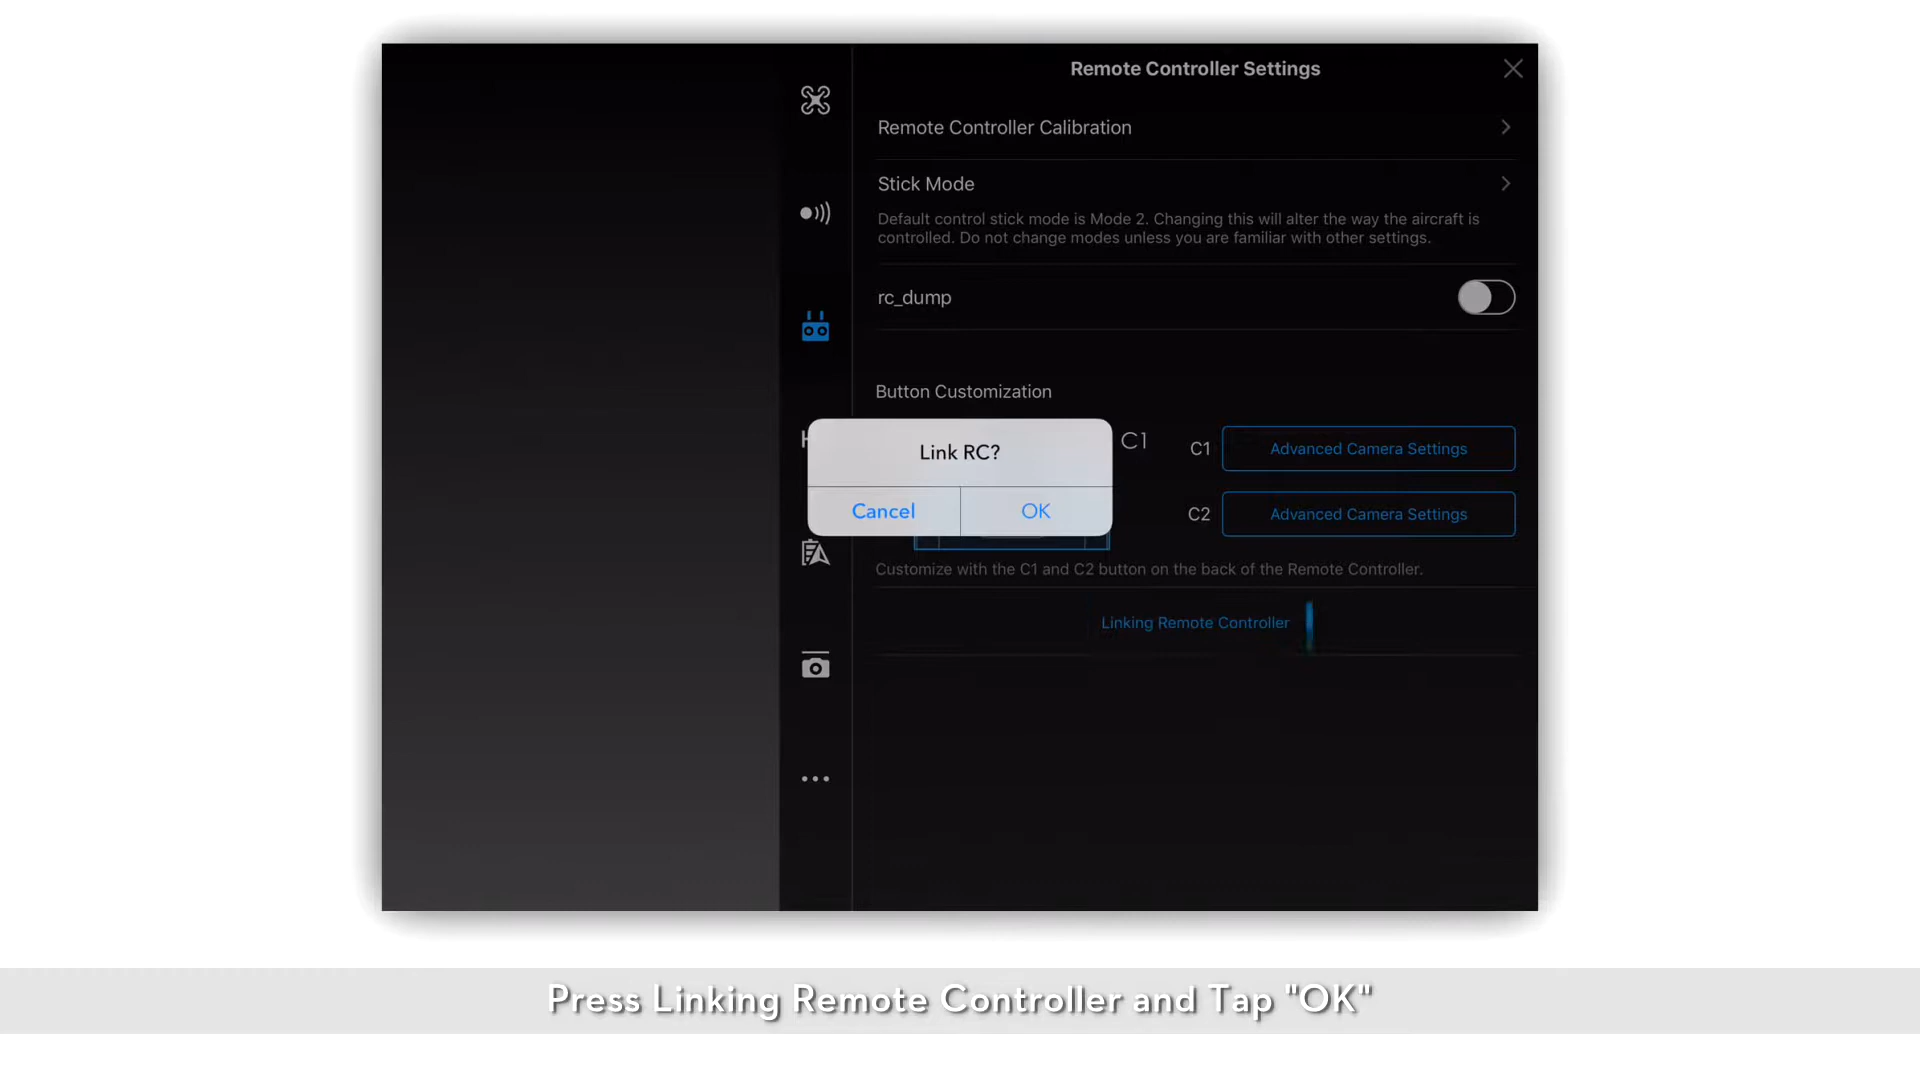 Remote Controller Settings
Remote Controller Calibration
Stick Mode
Default control stick mode is Mode 2. Changing this will alter the way the aircraft is
controlled. Do not change modes unless you are familiar with other settings.
rc_dump
Button Customization
C1
C1 Advanced Camera Settings
Link RC?
Cancel OK
C2 Advanced Camera Settings
Customize with the C1 and C2 button on the back of the Remote Controller.
Linking Remote Controller
Press Linking Remote Controller and Tap "OK"